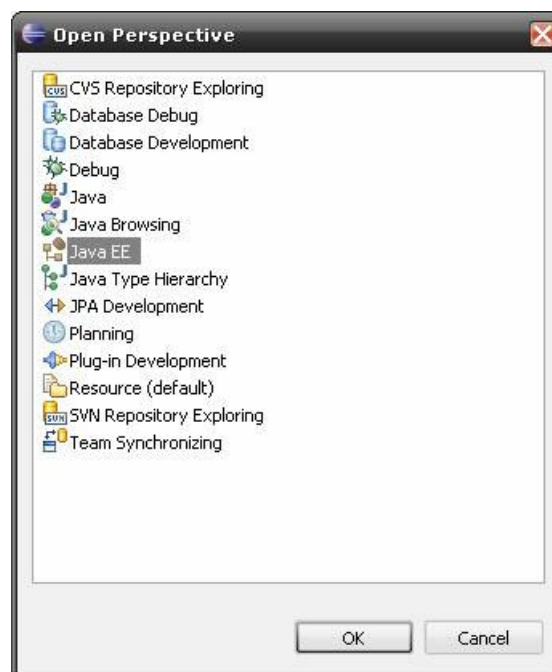 Open Perspective
CVS Repository Exploring
Database Debug
Database Development
Debug
Java
Java Browsing
Java EE
Java Type Hierarchy
JPA Development
Planning
Plug-in Development
Resource (default)
SVN Repository Exploring
Team Synchronizing
OK Cancel